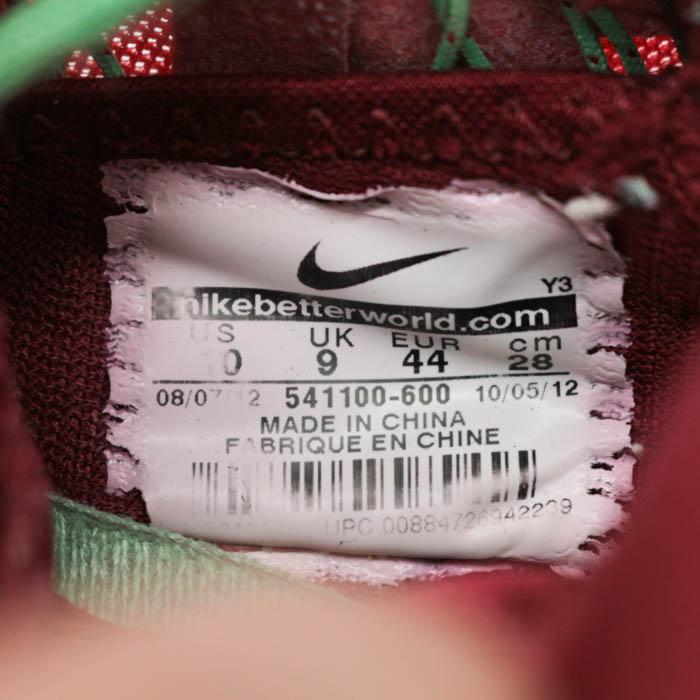 Y3
nikebetterworld.com
US UK EUR cm
10 9 44 28
08/07/12 541100-600 10/05/12
MADE IN CHINA
FABRIQUE EN CHINE
UPC 00884726942239